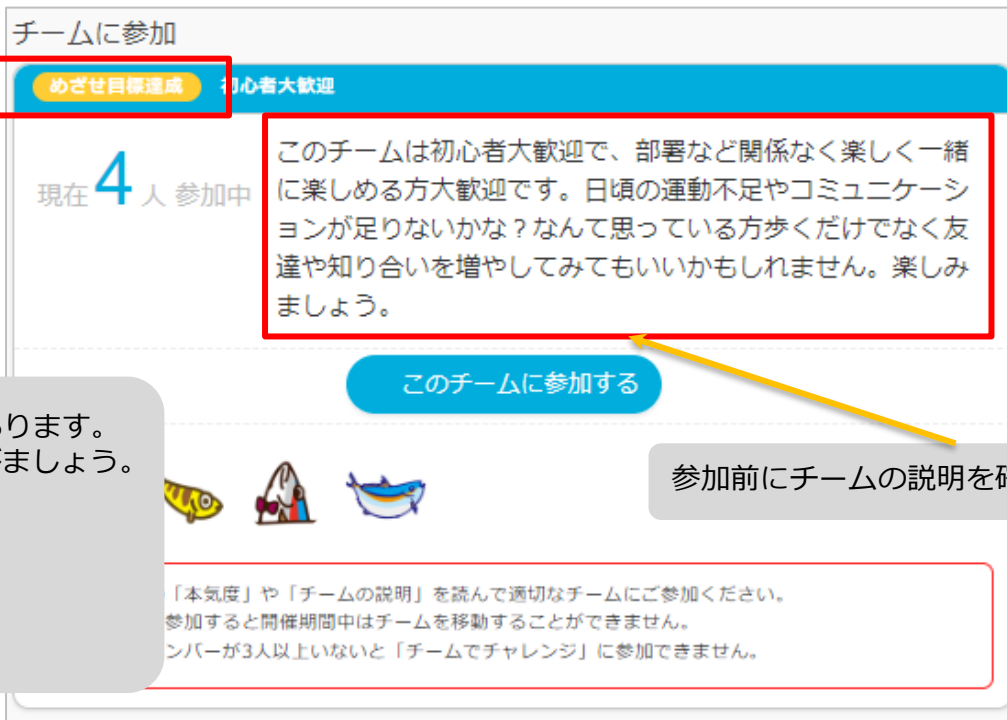 チームに参加
めざせ目標達成 初心者大歓迎
現在4人 参加中
このチームは初心者大歓迎で、部署など関係なく楽しく一緒
に楽しめる方大歓迎です。日頃の運動不足やコミュニケーシ
ョンが足りないかな？なんて思っている方歩くだけでなく友
達や知り合いを増やしてみてもいいかもしれません。楽しみ
ましょう。
このチームに参加する
ります。
ましょう。
参加前にチームの説明を
「本気度」や「チームの説明」を読んで適切なチームにご参加ください。
参加すると開催期間中はチームを移動することができません。
ンバーが3人以上いないと「チームでチャレンジ」に参加できません。